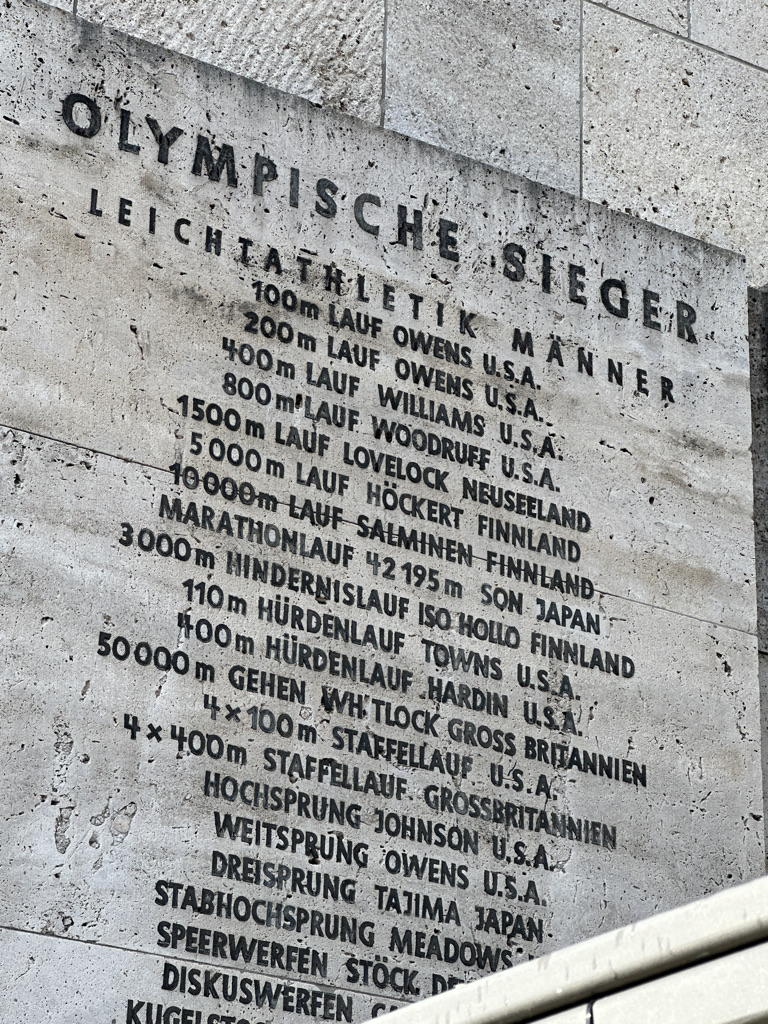 OLYMPISCHE SIEGER
LEICHTATHLETIK MÄNNER
100m LAUF OWENS U.S.A.
200m LAUF OWENS U.S.A.
400m LAUF WILLIAMS U.S.A.
800m LAUF WOODRUFF U.S.A.
1500m LAUF LOVELOCK NEUSEELAND
5000m LAUF HÖCKERT FINNLAND
10000m LAUF SALMINEN FINNLAND
MARATHONLAUF 42195m SON JAPAN
3000m HINDERNISLAUF ISO HOLLO FINNLAND
110m HÜRDENLAUF TOWNS U.S.A.
400m HÜRDENLAUF HARDIN U.S.A.
50000m GEHEN WHITLOCK GROSS BRITANNIEN
4×100m STAFFELLAUF U.S.A.
4×400m STAFFELLAUF GROSSBRITANNIEN
HOCHSPRUNG JOHNSON U.S.A.
WEITSPRUNG OWENS U.S.A.
DREISPRUNG TAJIMA JAPAN
STABHOCHSPRUNG MEADOWS
SPEERWERFEN STÖCK
DISKUSWERFEN